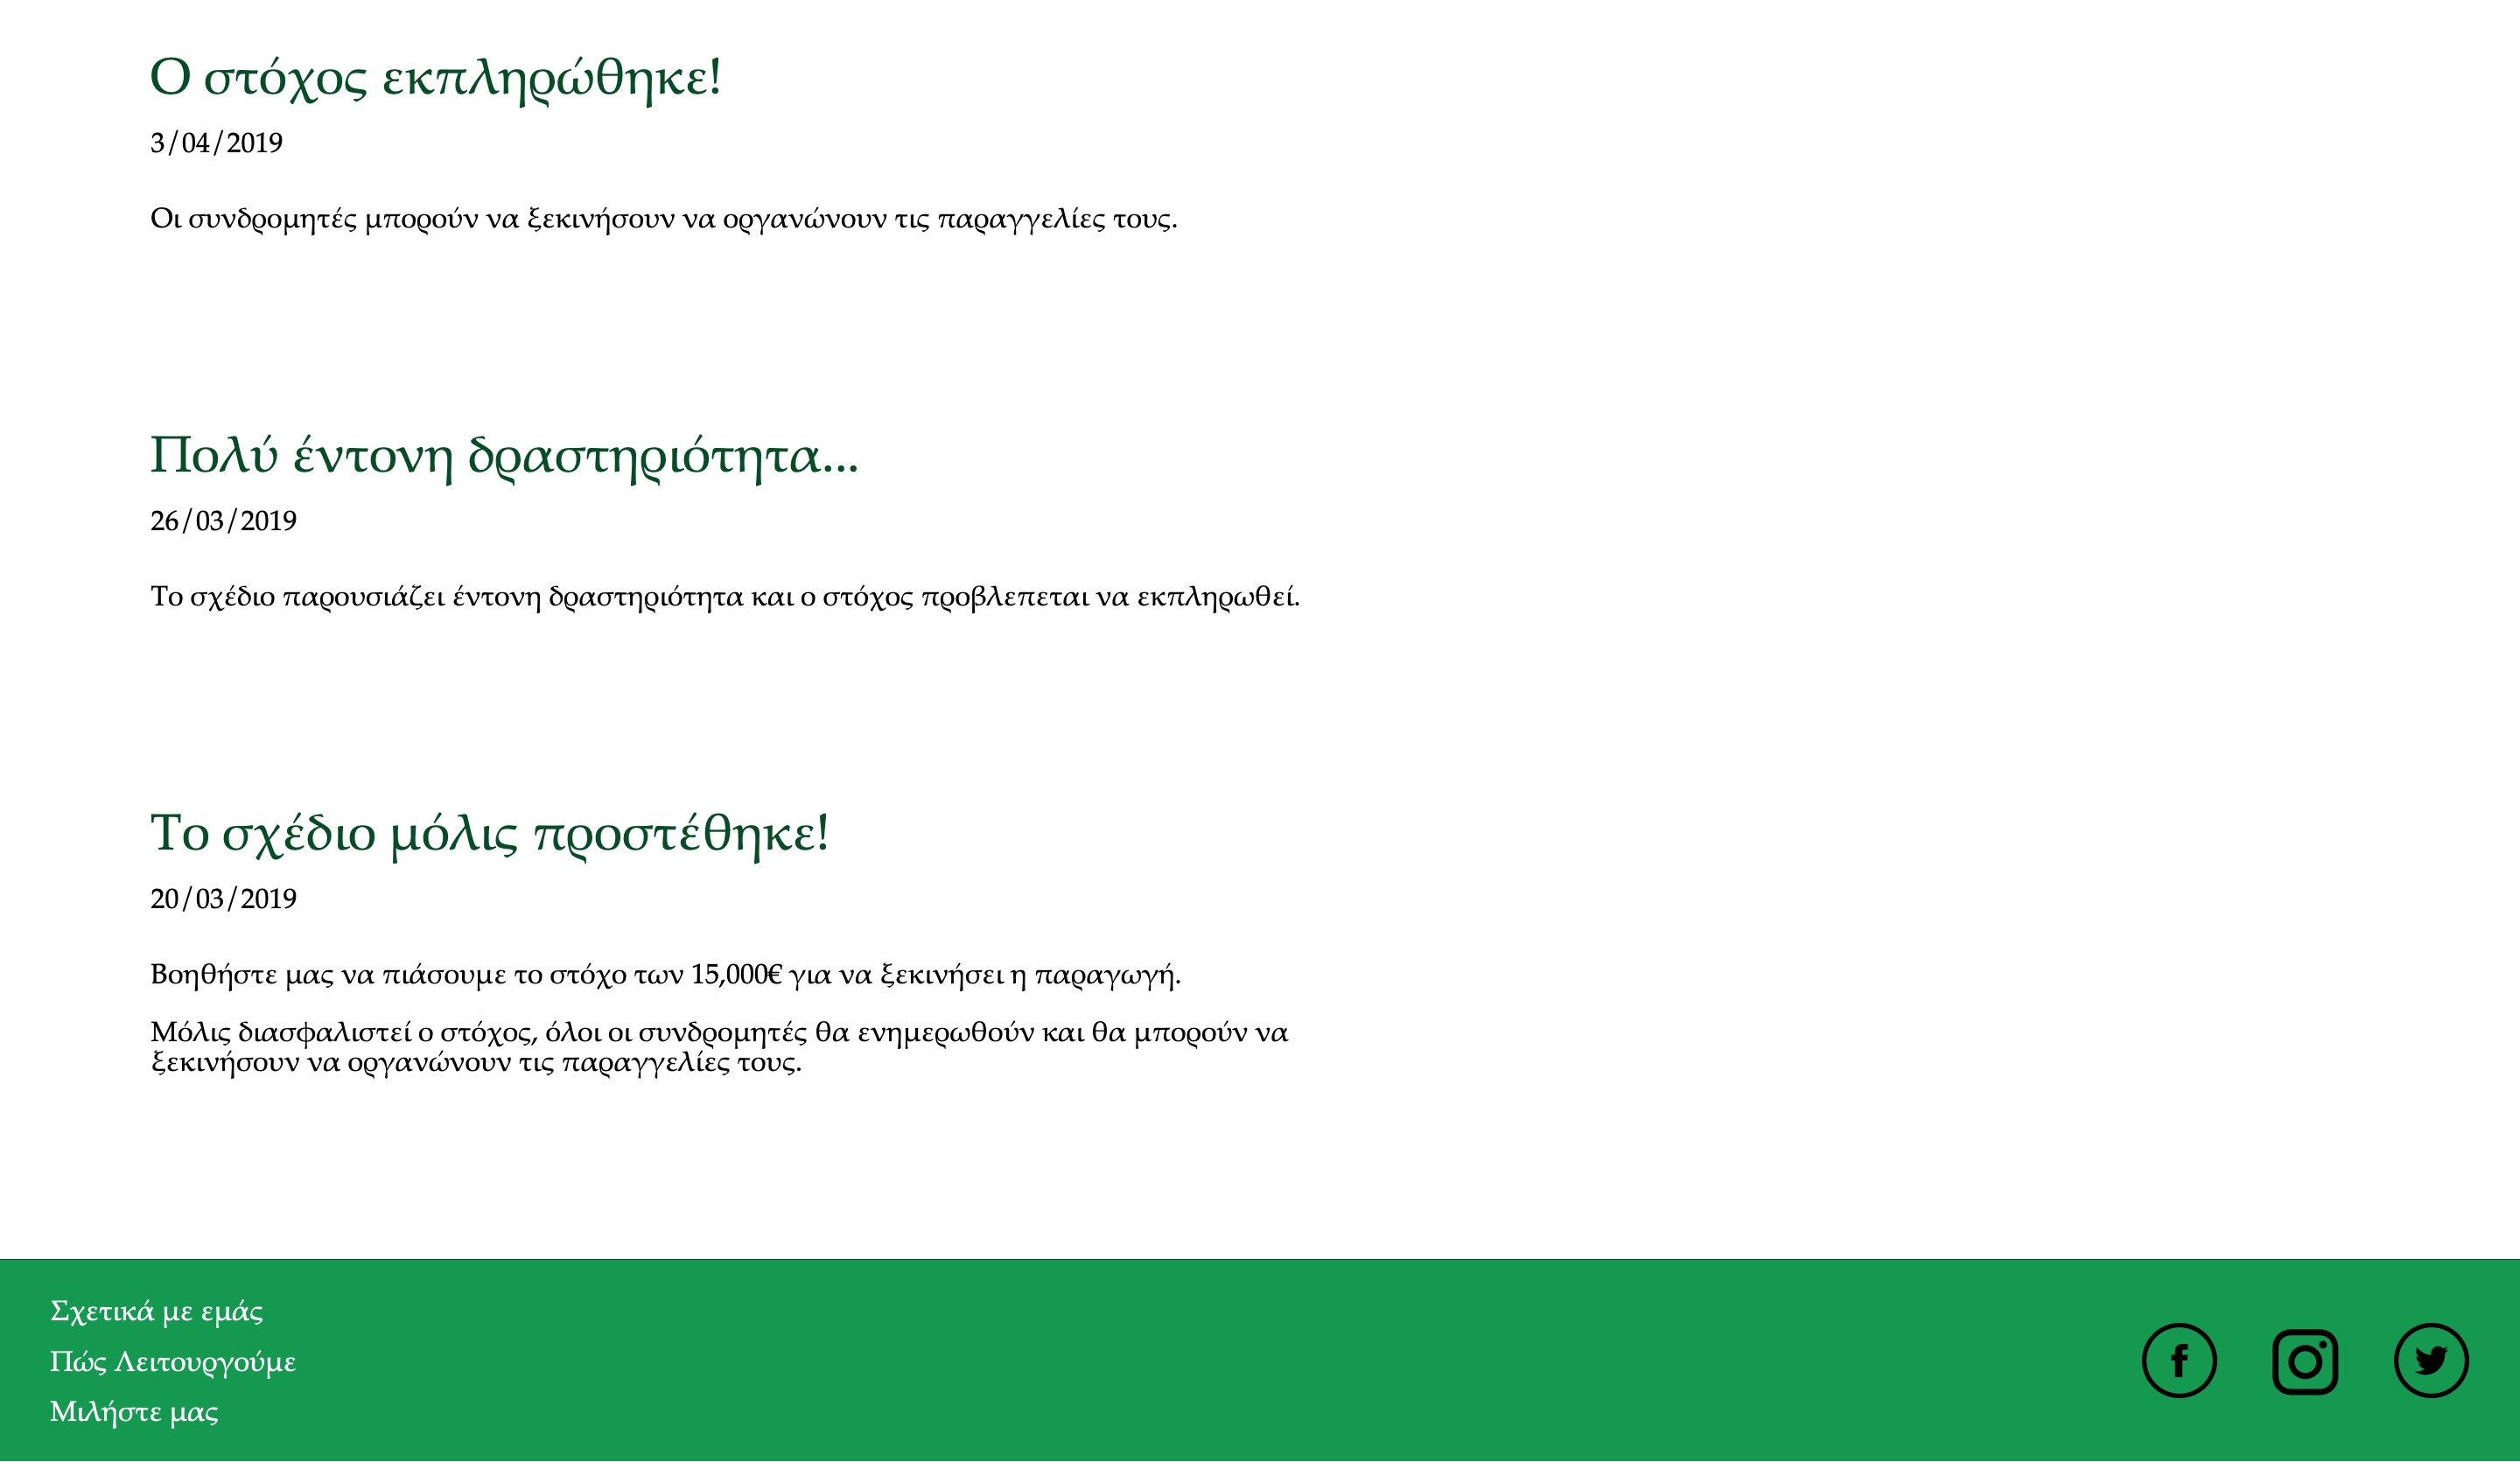 Ο στόχος εκπληρώθηκε!
3/04/2019
Οι συνδρομητές μπορούν να ξεκινήσουν να οργανώνουν τις παραγγελίες τους.
Πολύ έντονη δραστηριότητα...
26/03/2019
Το σχέδιο παρουσιάζει έντονη δραστηριότητα και ο στόχος προβλεπεται να εκπληρωθεί.
Το σχέδιο μόλις προστέθηκε!
20/03/2019
Βοηθήστε μας να πιάσουμε το στόχο των 15,000€ για να ξεκινήσει η παραγωγή.
Μόλις διασφαλιστεί ο στόχος, όλοι οι συνδρομητές θα ενημερωθούν και θα μπορούν να
ξεκινήσουν να οργανώνουν τις παραγγελίες τους.
Σχετικά με εμάς
Πώς Λειτουργούμε
Μιλήστε μας